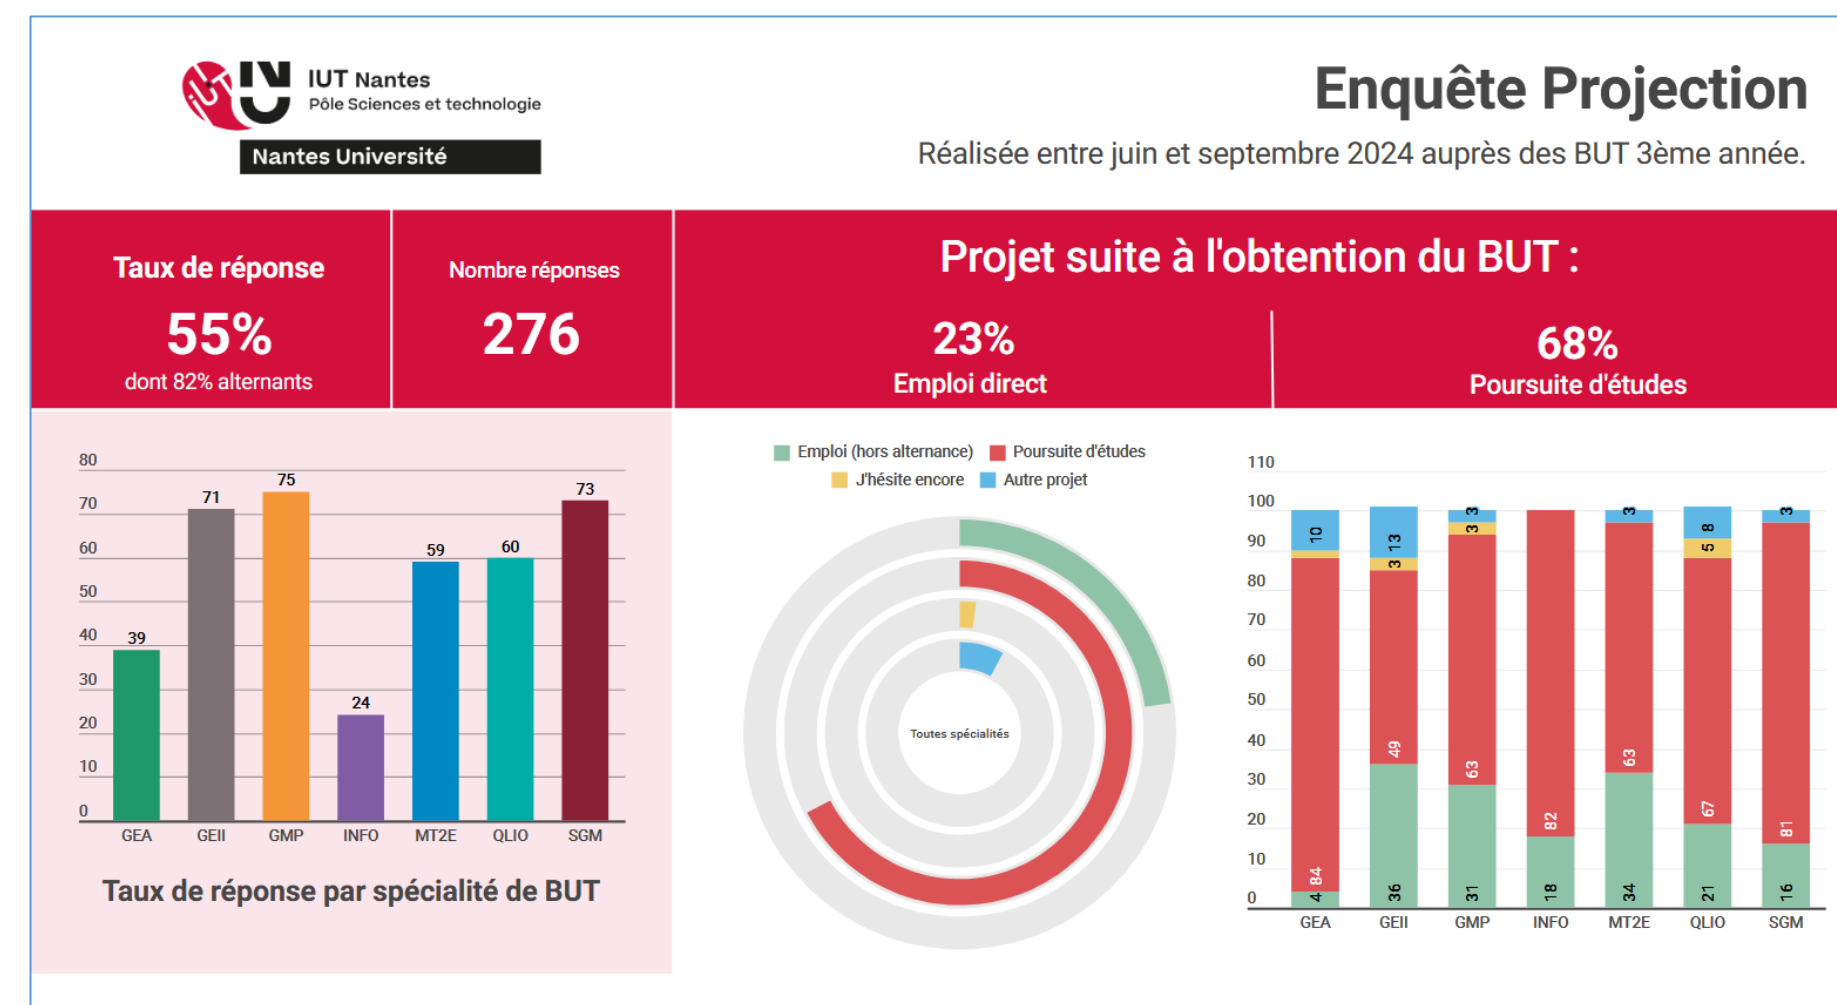 IUT
NU
IUT Nantes
Pôle Sciences et technologie
Nantes Université
Enquête Projection
Réalisée entre juin et septembre 2024 auprès des BUT 3ème année.
Taux de réponse
55%
dont 82% alternants
Nombre réponses
276
Projet suite à l'obtention du BUT :
23%
Emploi direct
68%
Poursuite d'études
80
70
60
50
40
30
20
10
0
39
71
75
24
59
60
73
GEA GEII GMP INFO MT2E QLIO SGM
Taux de réponse par spécialité de BUT
Emploi (hors alternance) Poursuite d'études
J'hésite encore Autre projet
Toutes spécialités
110
100
90
80
70
60
50
40
30
20
10
0
10
84
4
13
3
49
36
3
3
63
31
82
18
3
63
34
8
5
67
21
3
81
16
GEA GEII GMP INFO MT2E QLIO SGM